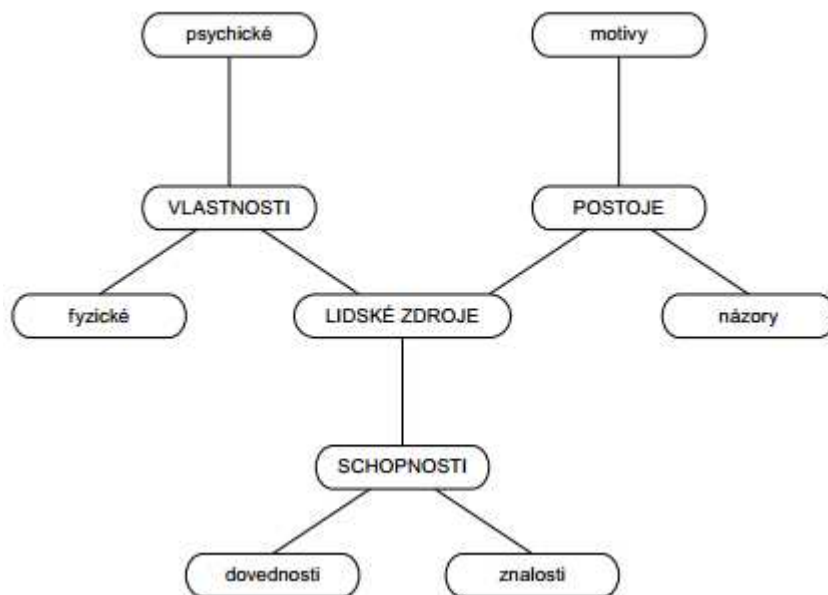 psychické
motivy
VLASTNOSTI
POSTOJE
fyzické
LIDSKÉ ZDROJE
názory
SCHOPNOSTI
dovednosti
znalosti